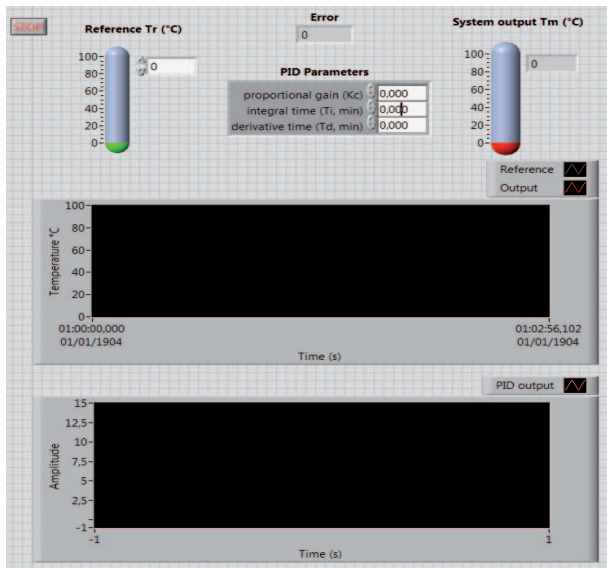 STOP
Reference Tr (°C)
100
80
60
40
20
0
0
Error
0
PID Parameters
proportional gain (Kc) 0,000
integral time (Ti, min) 0,000
derivative time (Td, min) 0,000
System output Tm (°C)
100
80
60
40
20
0
0
Reference
Output
Temperature °C
100
80
60
40
20
0
01:00:00,000
01/01/1904
01:02:56,102
01/01/1904
Time (s)
PID output
Amplitude
15
12,5
10
7,5
5
2,5
-1
-1
1
Time (s)